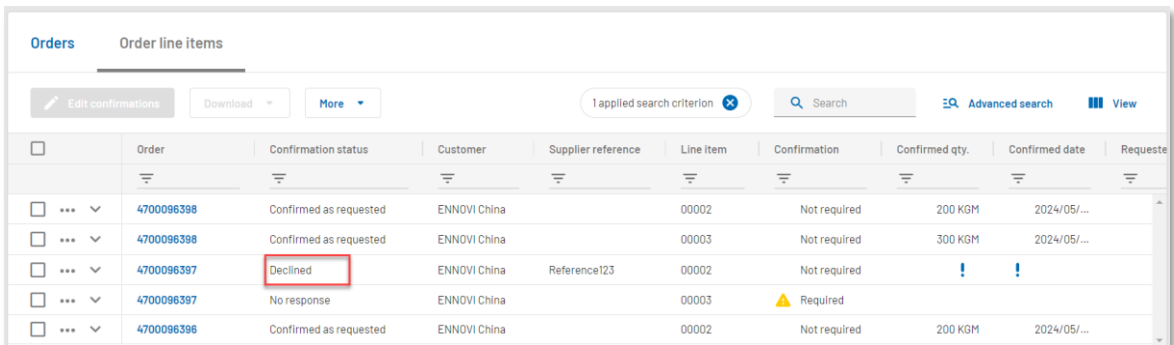 Orders Order line items
Edit confirmations Download More 1 applied search criterion Search Advanced search View
Order Confirmation status Customer Supplier reference Line item Confirmation Confirmed qty. Confirmed date Requeste
4700096398 Confirmed as requested ENNOVI China 00002 Not required 200 KGM 2024/05/...
4700096398 Confirmed as requested ENNOVI China 00003 Not required 300 KGM 2024/05/...
4700096397 Declined ENNOVI China Reference123 00002 Not required ! !
4700096397 No response ENNOVI China 00003 Required
4700096396 Confirmed as requested ENNOVI China 00002 Not required 200 KGM 2024/05/...